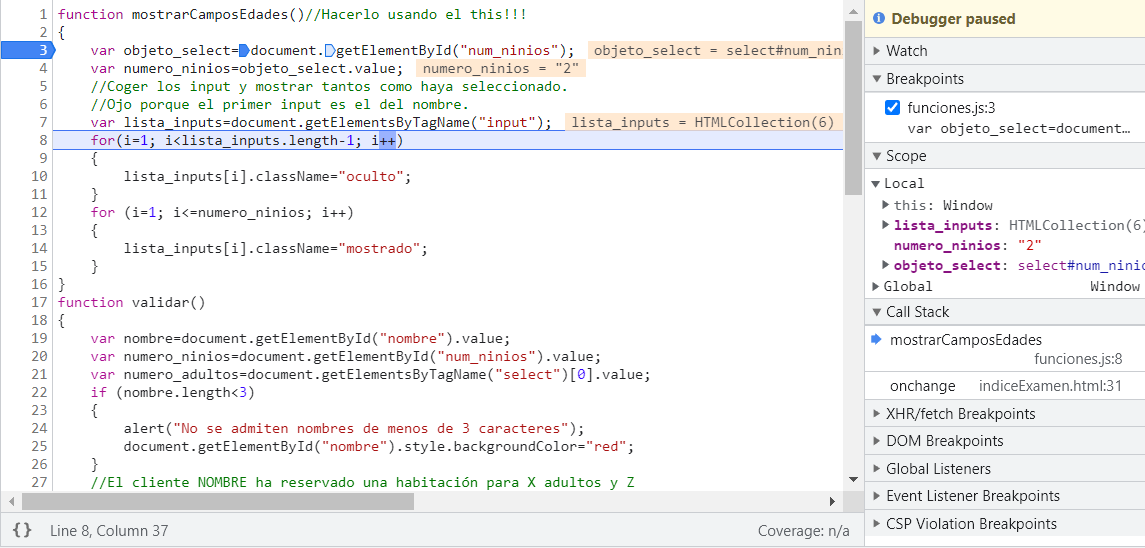 1 function mostrarCamposEdades()//Hacerlo usando el this!!!
2 {
3 var objeto_select=document.getElementById("num_ninios"); objeto_select = select#num_nin
4 var numero_ninios=objeto_select.value; numero_ninios = "2"
5 //Coger los input y mostrar tantos como haya seleccionado.
6 //Ojo porque el primer input es el del nombre.
7 var lista_inputs=document.getElementsByTagName("input"); lista_inputs = HTMLCollection(6)
8 for(i=1; i<lista_inputs.length-1; i++)
9 {
10 lista_inputs[i].className="oculto";
11 }
12 for (i=1; i<=numero_ninios; i++)
13 {
14 lista_inputs[i].className="mostrado";
15 }
16 }
17 function validar()
18 {
19 var nombre=document.getElementById("nombre").value;
20 var numero_ninios=document.getElementById("num_ninios").value;
21 var numero_adultos=document.getElementsByTagName("select")[0].value;
22 if (nombre.length<3)
23 {
24 alert("No se admiten nombres de menos de 3 caracteres");
25 document.getElementById("nombre").style.backgroundColor="red";
26 }
27 //El cliente NOMBRE ha reservado una habitación para X adultos y Z
{} Line 8, Column 37 Coverage: n/a
Debugger paused
Watch
Breakpoints
funciones.js:3
var objeto_select=document…
Scope
Local
this: Window
lista_inputs: HTMLCollection(6)
numero_ninios: "2"
objeto_select: select#num_ninio
Global Window
Call Stack
mostrarCamposEdades
funciones.js:8
onchange indiceExamen.html:31
XHR/fetch Breakpoints
DOM Breakpoints
Global Listeners
Event Listener Breakpoints
CSP Violation Breakpoints